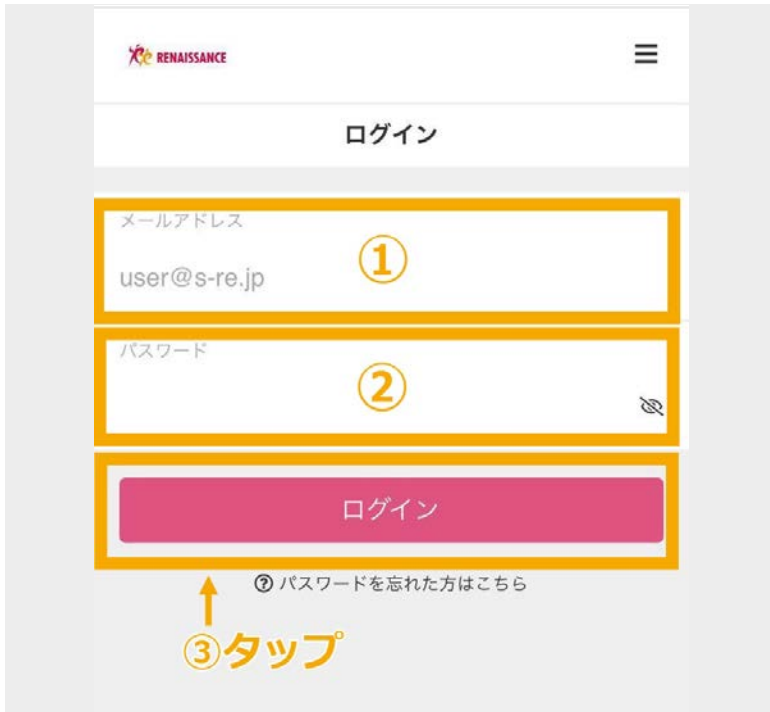 RENAISSANCE
ログイン
メールアドレス
①
user@s-re.jp
パスワード
②
ログイン
パスワードを忘れた方はこちら
③タップ